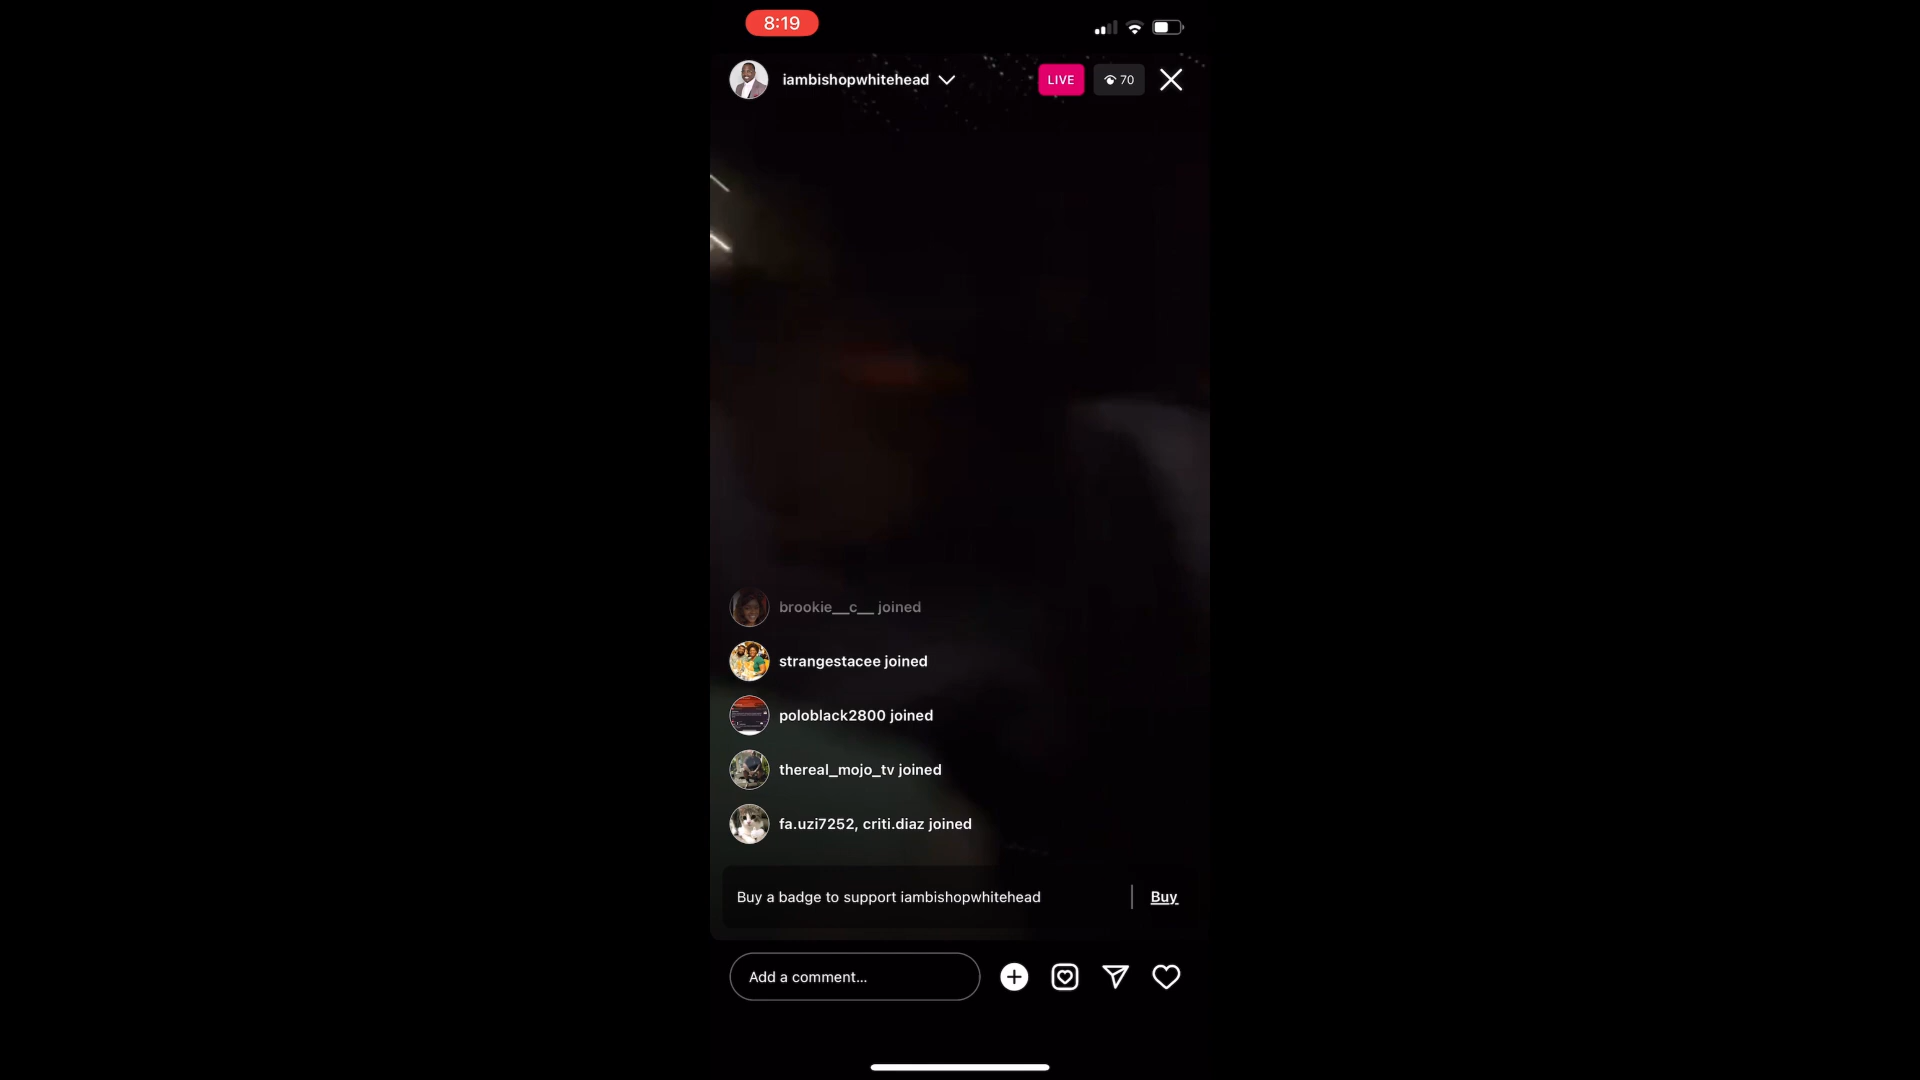 8:19
iambishopwhitehead
LIVE
70
brookie__c__ joined
strangestacee joined
poloblack2800 joined
thereal_mojo_tv joined
fa.uzi7252, criti.diaz joined
Buy a badge to support iambishopwhitehead
Buy
Add a comment...